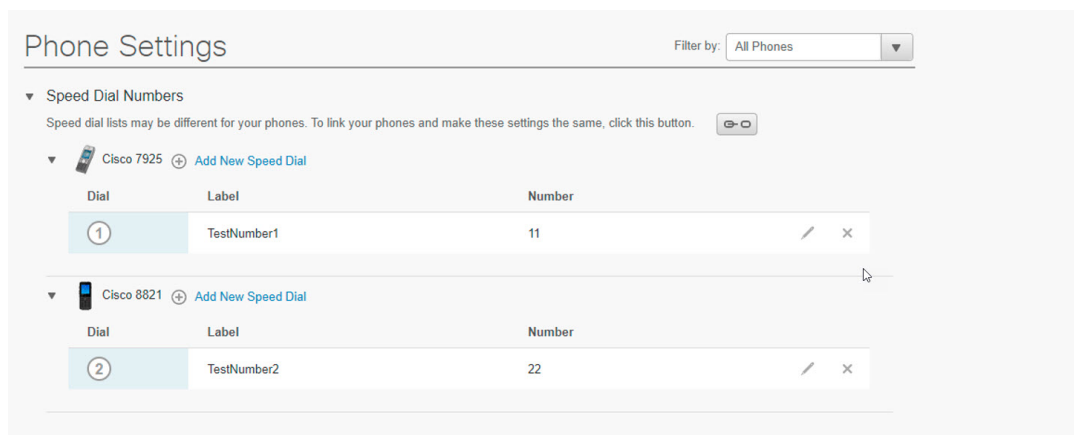 Phone Settings
Filter by: All Phones
Speed Dial Numbers
Speed dial lists may be different for your phones. To link your phones and make these settings the same, click this button.
Cisco 7925 Add New Speed Dial
Dial Label Number
1 TestNumber1 11
Cisco 8821 Add New Speed Dial
Dial Label Number
2 TestNumber2 22